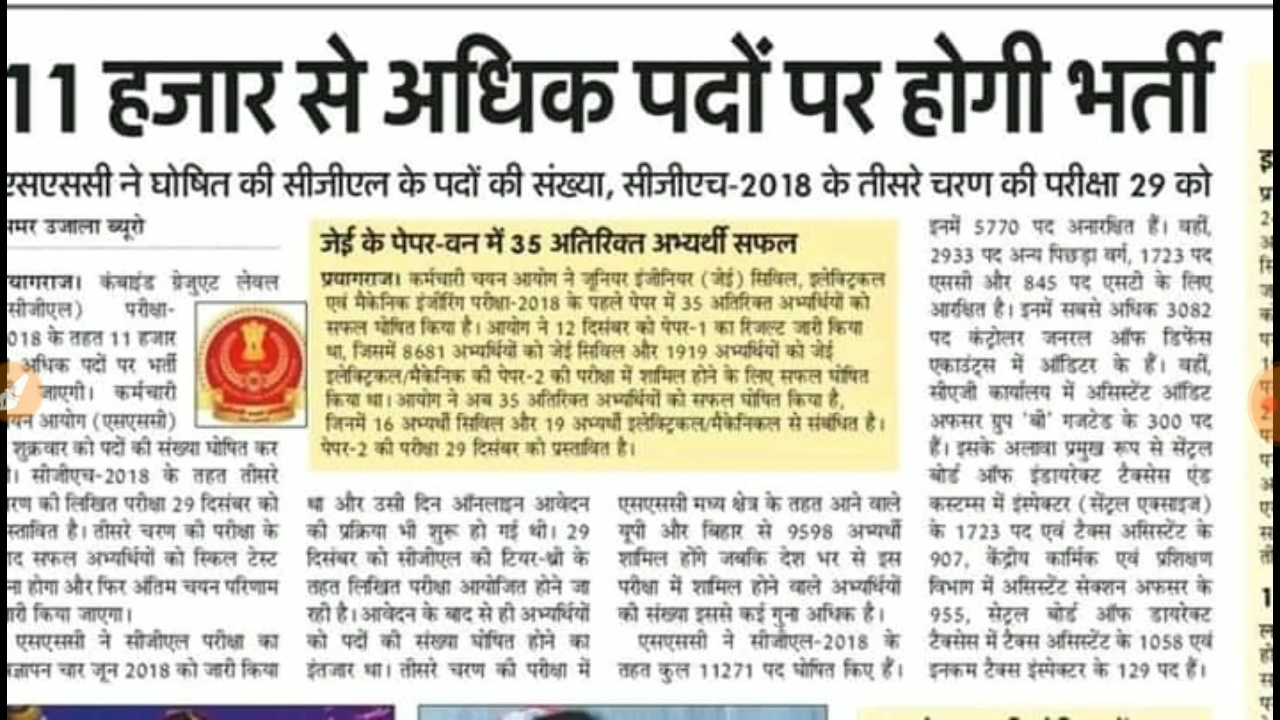 11 हजार से अधिक पदों पर होगी भर्ती
एसएससी ने घोषित की सीजीएल के पदों की संख्या, सीजीएच-2018 के तीसरे चरण की परीक्षा 29 को
अमर उजाला ब्यूरो
प्रयागराज। कंबाइंड ग्रेजुएट लेवल
(सीजीएल) परीक्षा-
2018 के तहत 11 हजार
अधिक पदों पर भर्ती
जाएगी। कर्मचारी
चयन आयोग (एसएससी)
शुक्रवार को पदों की संख्या घोषित कर
दी। सीजीएच-2018 के तहत तीसरे
चरण की लिखित परीक्षा 29 दिसंबर को
प्रस्तावित है। तीसरे चरण की परीक्षा के
बाद सफल अभ्यर्थियों को स्किल टेस्ट
देना होगा और फिर अंतिम चयन परिणाम
जारी किया जाएगा।
एसएससी ने सीजीएल परीक्षा का
विज्ञापन चार जून 2018 को जारी किया
जेई के पेपर-वन में 35 अतिरिक्त अभ्यर्थी सफल
प्रयागराज। कर्मचारी चयन आयोग ने जूनियर इंजीनियर (जेई) सिविल, इलेक्ट्रिकल
एवं मैकेनिक इंजॉरिंग परीक्षा-2018 के पहले पेपर में 35 अतिरिक्त अभ्यर्थियों को
सफल घोषित किया है। आयोग ने 12 दिसंबर को पेपर-1 का रिजल्ट जारी किया
था, जिसमें 8681 अभ्यर्थियों को जेई सिविल और 1919 अभ्यर्थियों को जेई
इलेक्ट्रिकल/मैकेनिक की पेपर-2 की परीक्षा में शामिल होने के लिए सफल घोषित
किया था। आयोग ने अब 35 अतिरिक्त अभ्यर्थियों को सफल घोषित किया है,
जिनमें 16 अभ्यर्थी सिविल और 19 अभ्यर्थी इलेक्ट्रिकल/मैकेनिकल से संबंधित है।
पेपर-2 की परीक्षा 29 दिसंबर को प्रस्तावित है।
था और उसी दिन ऑनलाइन आवेदन
की प्रक्रिया भी शुरू हो गई थी। 29
दिसंबर को सीजीएल की टियर-थ्री के
तहत लिखित परीक्षा आयोजित होने जा
रही है। आवेदन के बाद से ही अभ्यर्थियों
को पदों की संख्या घोषित होने का
इंतजार था। तीसरे चरण की परीक्षा में
एसएससी मध्य क्षेत्र के तहत आने वाले
यूपी और बिहार से 9598 अभ्यर्थी
शामिल होंगे जबकि देश भर से इस
परीक्षा में शामिल होने वाले अभ्यर्थियों
की संख्या इससे कई गुना अधिक है।
एसएससी ने सीजीएल-2018 के
तहत कुल 11271 पद घोषित किए हैं।
इनमें 5770 पद अनारक्षित हैं। वहीं,
2933 पद अन्य पिछड़ा वर्ग, 1723 पद
एससी और 845 पद एसटी के लिए
आरक्षित है। इनमें सबसे अधिक 3082
पद कंट्रोलर जनरल ऑफ डिफेंस
एकाउंट्स में ऑडिटर के हैं। वहीं,
सीएजी कार्यालय में असिस्टेंट ऑडिट
अफसर ग्रुप 'बी' गजटेड के 300 पद
हैं। इसके अलावा प्रमुख रूप से सेंट्रल
बोर्ड ऑफ इंडायरेक्ट टैक्सेस एंड
कस्टम्स में इंस्पेक्टर (सेंट्रल एक्साइज)
के 1723 पद एवं टैक्स असिस्टेंट के
907, केंद्रीय कार्मिक एवं प्रशिक्षण
विभाग में असिस्टेंट सेक्शन अफसर के
955, सेंट्रल बोर्ड ऑफ डायरेक्ट
टैक्सेस में टैक्स असिस्टेंट के 1058 एवं
इनकम टैक्स इंस्पेक्टर के 129 पद हैं।